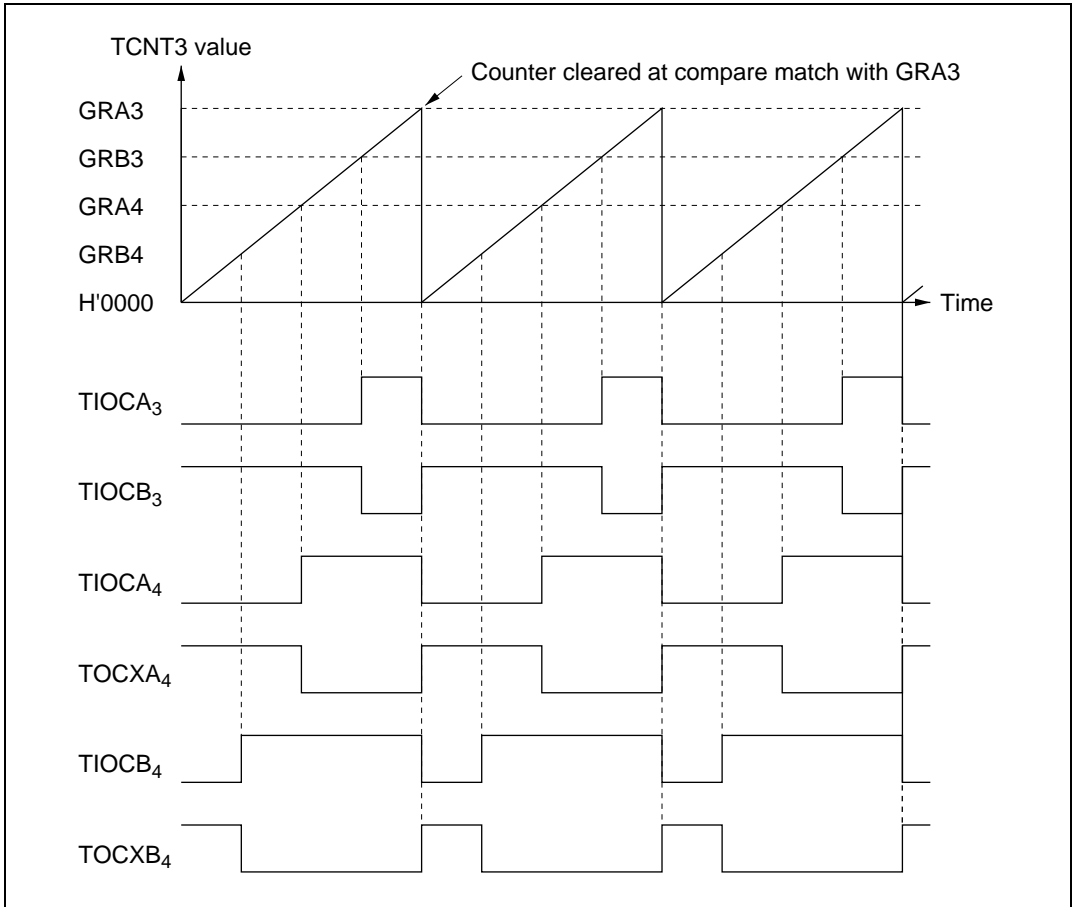 TCNT3 value
Counter cleared at compare match with GRA3
GRA3
GRB3
GRA4
GRB4
H'0000
Time
TIOCA3
TIOCB3
TIOCA4
TOCXA4
TIOCB4
TOCXB4